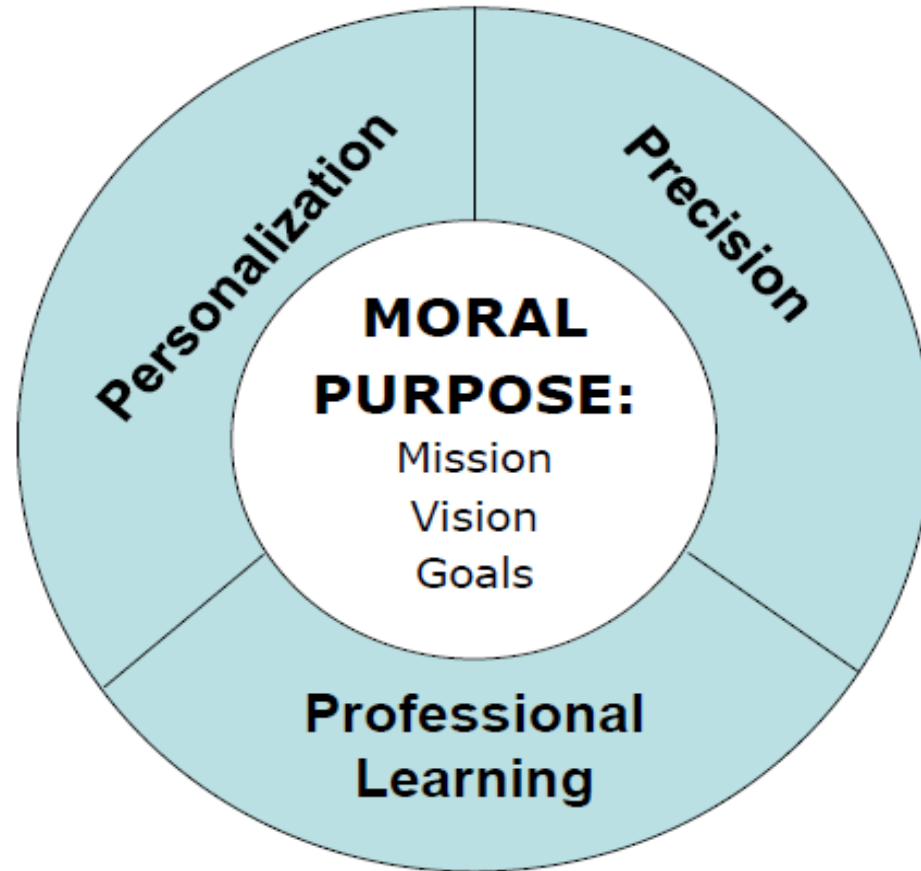 Personalization
Precision
MORAL
PURPOSE:
Mission
Vision
Goals
Professional
Learning